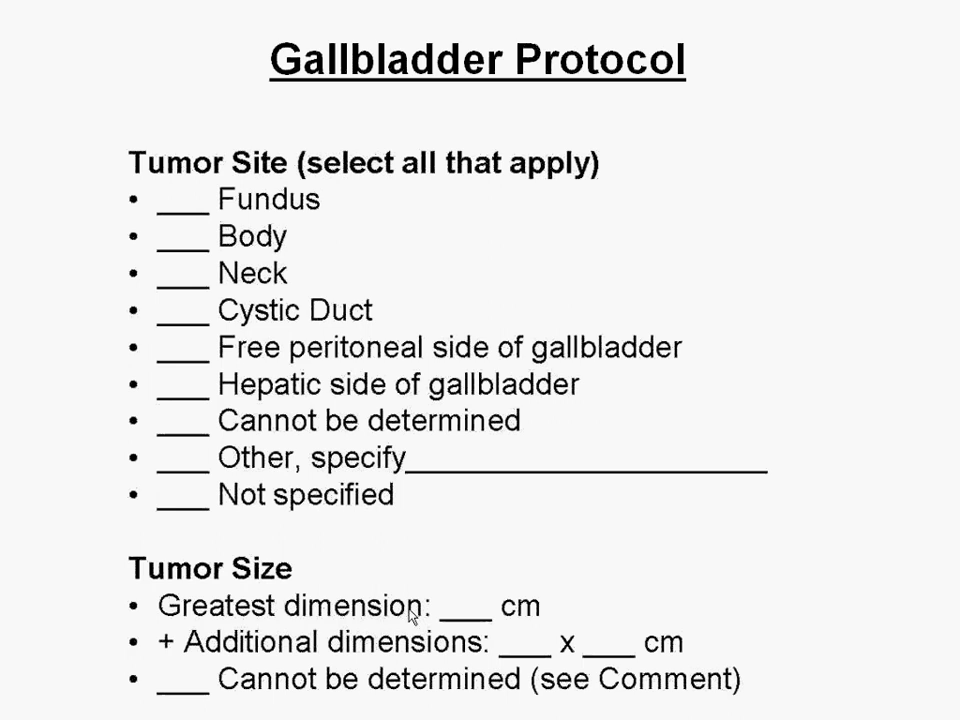 Gallbladder Protocol
Tumor Site (select all that apply)
• ___ Fundus
• ___ Body
• ___ Neck
• ___ Cystic Duct
• ___ Free peritoneal side of gallbladder
• ___ Hepatic side of gallbladder
• ___ Cannot be determined
• ___ Other, specify_____________________
• ___ Not specified
Tumor Size
• Greatest dimension: ___ cm
• + Additional dimensions: ___ x ___ cm
• ___ Cannot be determined (see Comment)